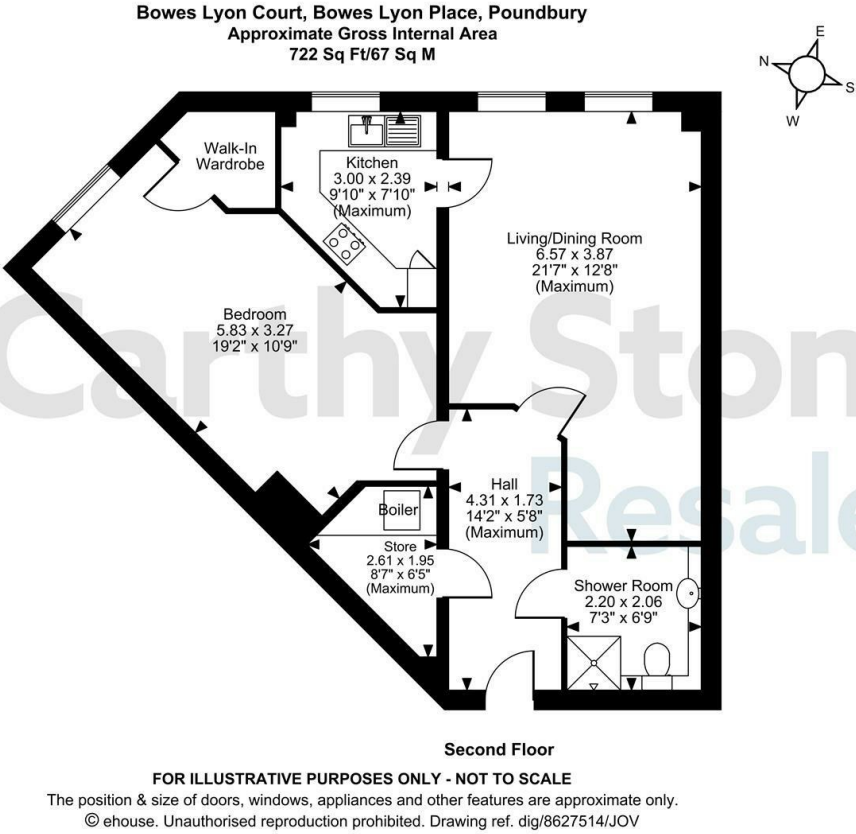 Bowes Lyon Court, Bowes Lyon Place, Poundbury
Approximate Gross Internal Area
722 Sq Ft/67 Sq M
E
N
S
W
Walk-In
Wardrobe
Kitchen
3.00 x 2.39
9'10" x 7'10"
(Maximum)
Living/Dining Room
6.57 x 3.87
21'7" x 12'8"
(Maximum)
Bedroom
5.83 x 3.27
19'2" x 10'9"
Carthy Ston
Resale
Hall
4.31 x 1.73
14'2" x 5'8"
(Maximum)
Boiler
Store
2.61 x 1.95
8'7" x 6'5"
(Maximum)
Shower Room
2.20 x 2.06
7'3" x 6'9"
Second Floor
FOR ILLUSTRATIVE PURPOSES ONLY - NOT TO SCALE
The position & size of doors, windows, appliances and other features are approximate only.
© ehouse. Unauthorised reproduction prohibited. Drawing ref. dig/8627514/JOV